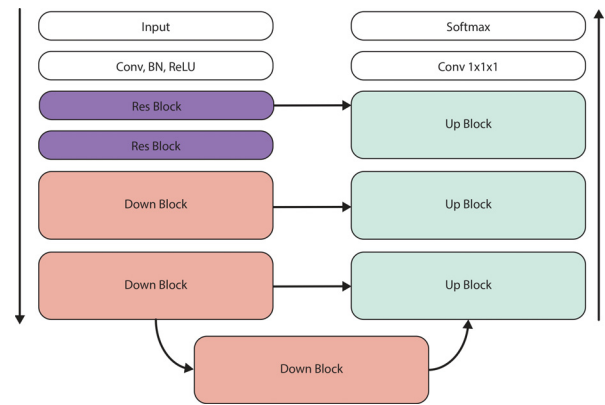 Input
Conv, BN, ReLU
Res Block
Res Block
Down Block
Down Block
Down Block
Softmax
Conv 1x1x1
Up Block
Up Block
Up Block